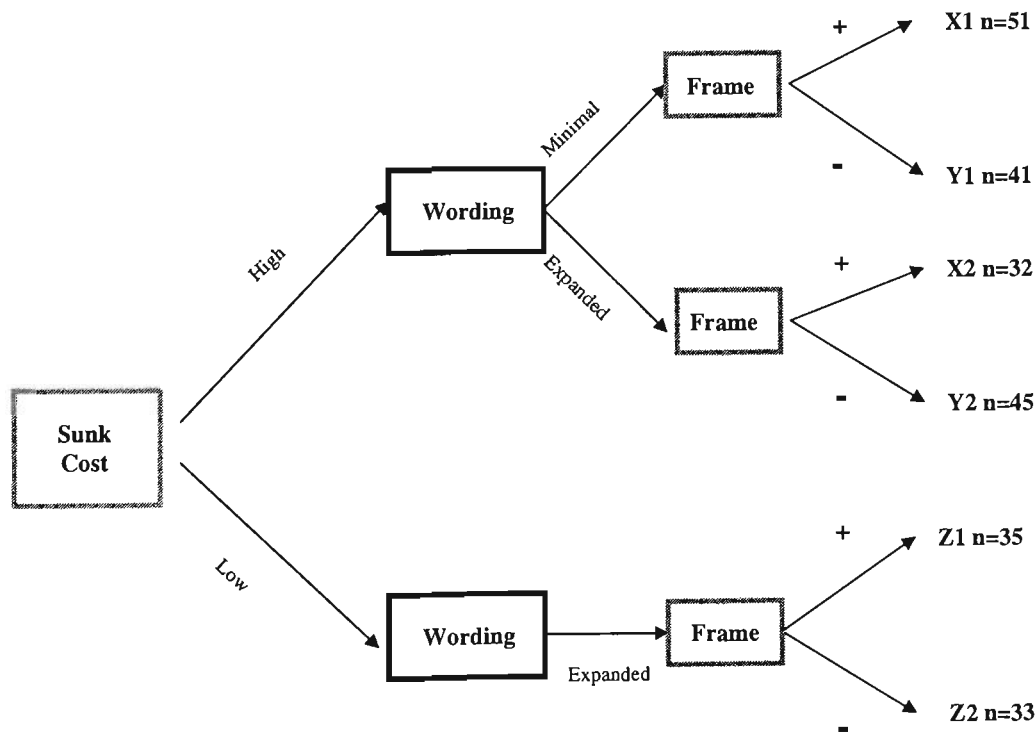 Sunk
Cost
High
Low
Wording
Minimal
Expanded
Frame
+
X1 n=51
-
Y1 n=41
Frame
+
X2 n=32
-
Y2 n=45
Wording
Expanded
Frame
+
Z1 n=35
-
Z2 n=33